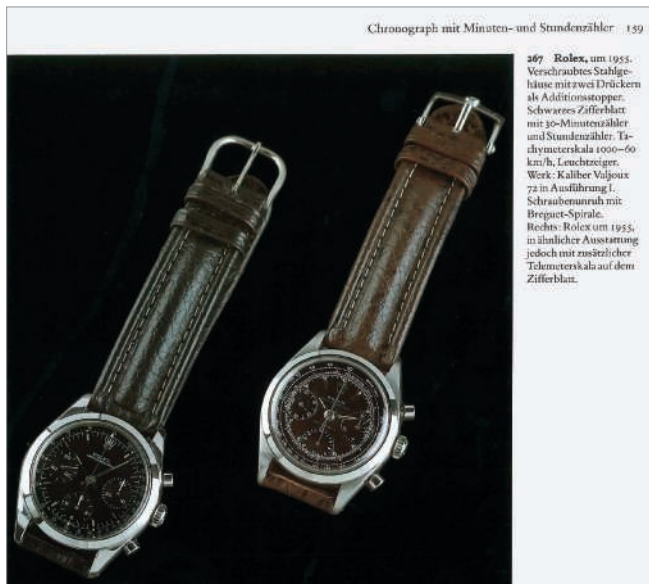 Chronograph mit Minuten- und Stundenzähler 159
267 Rolex, um 1955.
Verschraubtes Stahlge-
häuse mit zwei Drückern
als Additionsstopper.
Schwarzes Zifferblatt
mit 30-Minutenzähler
und Stundenzähler. Ta-
chymeterskala 1000–60
km/h, Leuchtzeiger.
Werk: Kaliber Valjoux
72 in Ausführung I.
Schraubenunruh mit
Breguet-Spirale.
Rechts: Rolex um 1955,
in ähnlicher Ausstattung
jedoch mit zusätzlicher
Telemeterskala auf dem
Zifferblatt.